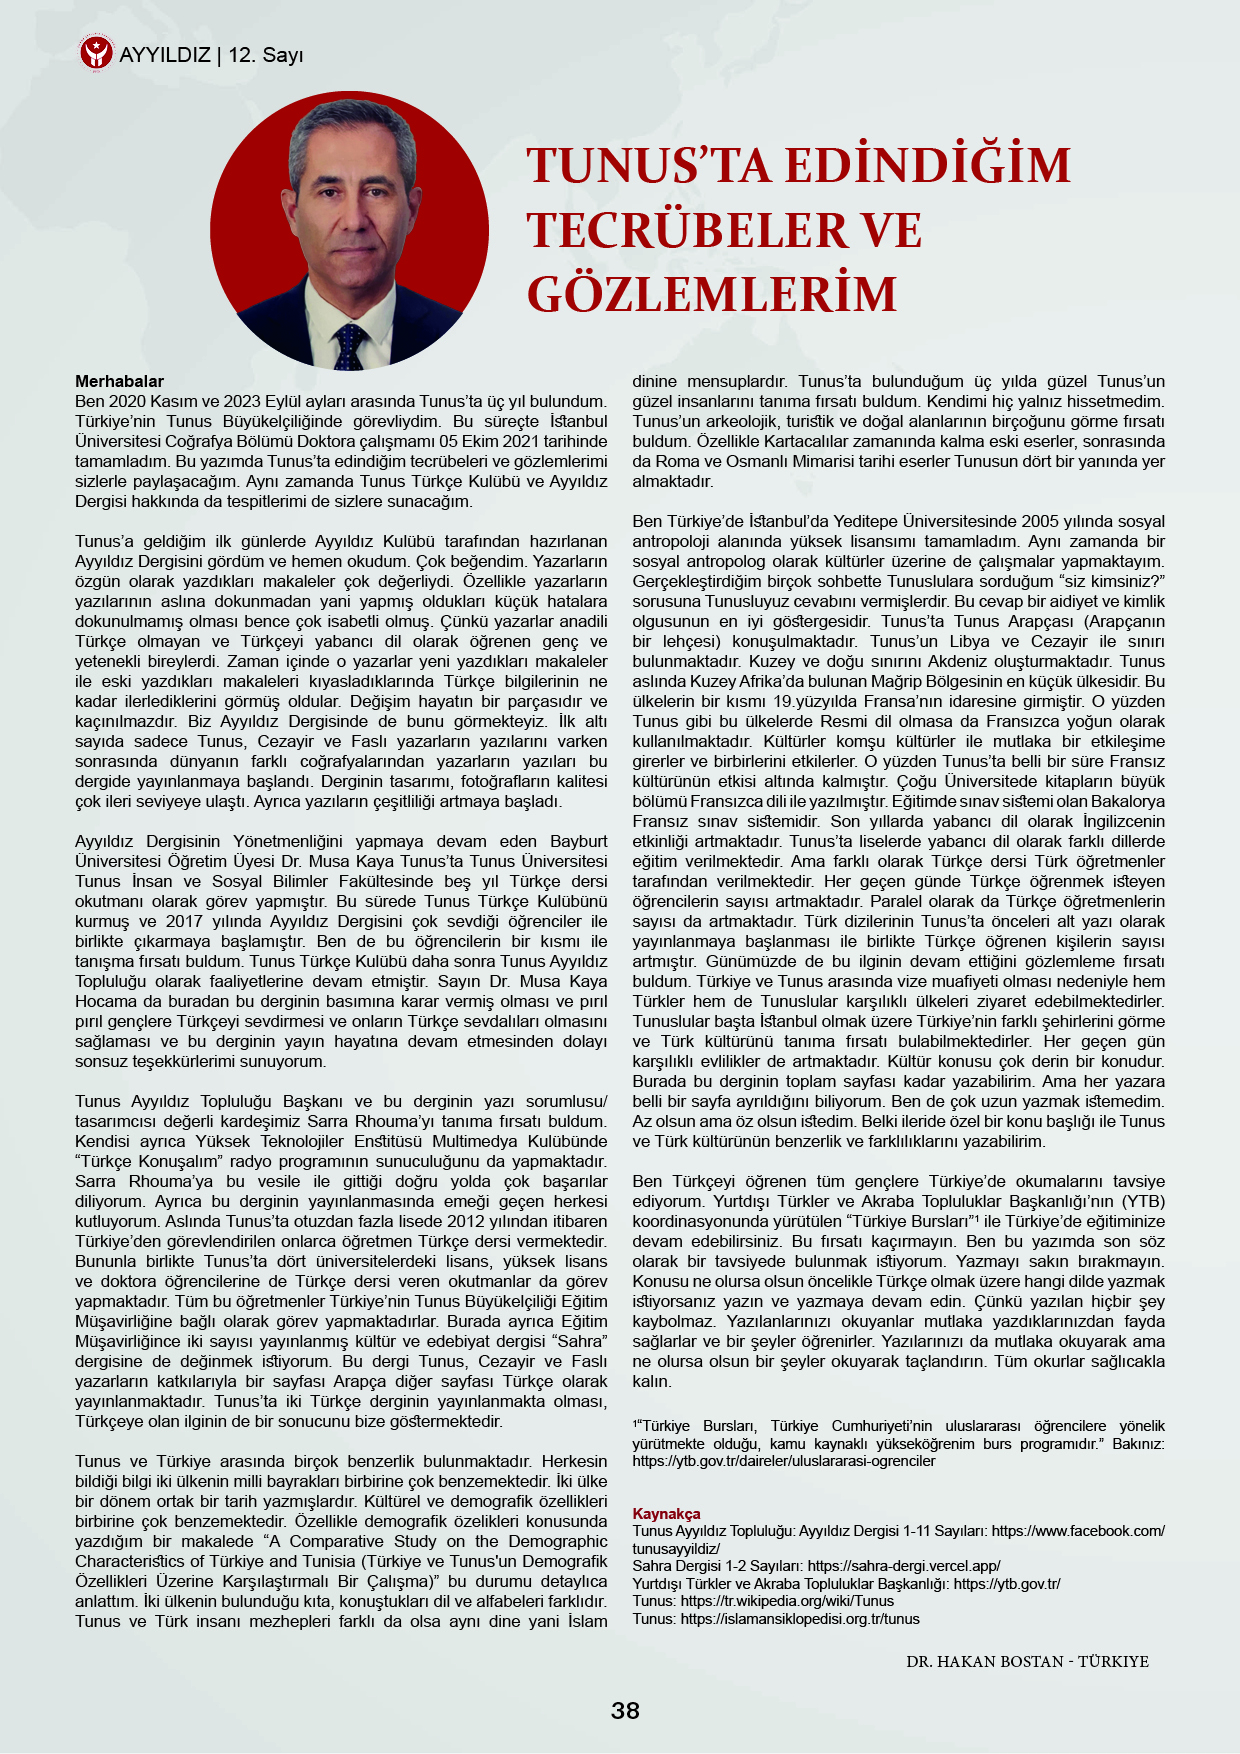 AYYILDIZ | 12. Sayı
TUNUS’TA EDİNDİĞİM
TECRÜBELER VE
GÖZLEMLERİM
Merhabalar
Ben 2020 Kasım ve 2023 Eylül ayları arasında Tunus’ta üç yıl bulundum.
Türkiye’nin Tunus Büyükelçiliğinde görevliydim. Bu süreçte İstanbul
Üniversitesi Coğrafya Bölümü Doktora çalışmamı 05 Ekim 2021 tarihinde
tamamladım. Bu yazımda Tunus’ta edindiğim tecrübeleri ve gözlemlerimi
sizlerle paylaşacağım. Aynı zamanda Tunus Türkçe Kulübü ve Ayyıldız
Dergisi hakkında da tespitlerimi de sizlere sunacağım.
Tunus’a geldiğim ilk günlerde Ayyıldız Kulübü tarafından hazırlanan
Ayyıldız Dergisini gördüm ve hemen okudum. Çok beğendim. Yazarların
özgün olarak yazdıkları makaleler çok değerliydi. Özellikle yazarların
yazılarının aslına dokunmadan yani yapmış oldukları küçük hatalara
dokunulmamış olması bence çok isabetli olmuş. Çünkü yazarlar anadili
Türkçe olmayan ve Türkçeyi yabancı dil olarak öğrenen genç ve
yetenekli bireylerdi. Zaman içinde o yazarlar yeni yazdıkları makaleler
ile eski yazdıkları makaleleri kıyasladıklarında Türkçe bilgilerinin ne
kadar ilerlediklerini görmüş oldular. Değişim hayatın bir parçasıdır ve
kaçınılmazdır. Biz Ayyıldız Dergisinde de bunu görmekteyiz. İlk altı
sayıda sadece Tunus, Cezayir ve Faslı yazarların yazılarını varken
sonrasında dünyanın farklı coğrafyalarından yazarların yazıları bu
dergide yayınlanmaya başlandı. Derginin tasarımı, fotoğrafların kalitesi
çok ileri seviyeye ulaştı. Ayrıca yazıların çeşitliliği artmaya başladı.
Ayyıldız Dergisinin Yönetmenliğini yapmaya devam eden Bayburt
Üniversitesi Öğretim Üyesi Dr. Musa Kaya Tunus’ta Tunus Üniversitesi
Tunus İnsan ve Sosyal Bilimler Fakültesinde beş yıl Türkçe dersi
okutmanı olarak görev yapmıştır. Bu sürede Tunus Türkçe Kulübünü
kurmuş ve 2017 yılında Ayyıldız Dergisini çok sevdiği öğrenciler ile
birlikte çıkarmaya başlamıştır. Ben de bu öğrencilerin bir kısmı ile
tanışma fırsatı buldum. Tunus Türkçe Kulübü daha sonra Tunus Ayyıldız
Topluluğu olarak faaliyetlerine devam etmiştir. Sayın Dr. Musa Kaya
Hocama da buradan bu derginin basımına karar vermiş olması ve pırıl
pırıl gençlere Türkçeyi sevdirmesi ve onların Türkçe sevdalıları olmasını
sağlaması ve bu derginin yayın hayatına devam etmesinden dolayı
sonsuz teşekkürlerimi sunuyorum.
Tunus Ayyıldız Topluluğu Başkanı ve bu derginin yazı sorumlusu/
tasarımcısı değerli kardeşimiz Sarra Rhouma’yı tanıma fırsatı buldum.
Kendisi ayrıca Yüksek Teknolojiler Enstitüsü Multimedya Kulübünde
“Türkçe Konuşalım” radyo programının sunuculuğunu da yapmaktadır.
Sarra Rhouma’ya bu vesile ile gittiği doğru yolda çok başarılar
diliyorum. Ayrıca bu derginin yayınlanmasında emeği geçen herkesi
kutluyorum. Aslında Tunus’ta otuzdan fazla lisede 2012 yılından itibaren
Türkiye’den görevlendirilen onlarca öğretmen Türkçe dersi vermektedir.
Bununla birlikte Tunus’ta dört üniversitelerdeki lisans, yüksek lisans
ve doktora öğrencilerine de Türkçe dersi veren okutmanlar da görev
yapmaktadır. Tüm bu öğretmenler Türkiye’nin Tunus Büyükelçiliği Eğitim
Müşavirliğine bağlı olarak görev yapmaktadırlar. Burada ayrıca Eğitim
Müşavirliğince iki sayısı yayınlanmış kültür ve edebiyat dergisi “Sahra”
dergisine de değinmek istiyorum. Bu dergi Tunus, Cezayir ve Faslı
yazarların katkılarıyla bir sayfası Arapça diğer sayfası Türkçe olarak
yayınlanmaktadır. Tunus’ta iki Türkçe derginin yayınlanmakta olması,
Türkçeye olan ilginin de bir sonucunu bize göstermektedir.
Tunus ve Türkiye arasında birçok benzerlik bulunmaktadır. Herkesin
bildiği bilgi iki ülkenin milli bayrakları birbirine çok benzemektedir. İki ülke
bir dönem ortak bir tarih yazmışlardır. Kültürel ve demografik özellikleri
birbirine çok benzemektedir. Özellikle demografik özelikleri konusunda
yazdığım bir makalede “A Comparative Study on the Demographic
Characteristics of Türkiye and Tunisia (Türkiye ve Tunus'un Demografik
Özellikleri Üzerine Karşılaştırmalı Bir Çalışma)” bu durumu detaylıca
anlattım. İki ülkenin bulunduğu kıta, konuştukları dil ve alfabeleri farklıdır.
Tunus ve Türk insanı mezhepleri farklı da olsa aynı dine yani İslam
dinine mensuplardır. Tunus’ta bulunduğum üç yılda güzel Tunus’un
güzel insanlarını tanıma fırsatı buldum. Kendimi hiç yalnız hissetmedim.
Tunus’un arkeolojik, turistik ve doğal alanlarının birçoğunu görme fırsatı
buldum. Özellikle Kartacalılar zamanında kalma eski eserler, sonrasında
da Roma ve Osmanlı Mimarisi tarihi eserler Tunusun dört bir yanında yer
almaktadır.
Ben Türkiye’de İstanbul’da Yeditepe Üniversitesinde 2005 yılında sosyal
antropoloji alanında yüksek lisansımı tamamladım. Aynı zamanda bir
sosyal antropolog olarak kültürler üzerine de çalışmalar yapmaktayım.
Gerçekleştirdiğim birçok sohbette Tunuslulara sorduğum “siz kimsiniz?”
sorusuna Tunusluyuz cevabını vermişlerdir. Bu cevap bir aidiyet ve kimlik
olgusunun en iyi göstergesidir. Tunus’ta Tunus Arapçası (Arapçanın
bir lehçesi) konuşulmaktadır. Tunus’un Libya ve Cezayir ile sınırı
bulunmaktadır. Kuzey ve doğu sınırını Akdeniz oluşturmaktadır. Tunus
aslında Kuzey Afrika’da bulunan Mağrip Bölgesinin en küçük ülkesidir. Bu
ülkelerin bir kısmı 19.yüzyılda Fransa’nın idaresine girmiştir. O yüzden
Tunus gibi bu ülkelerde Resmi dil olmasa da Fransızca yoğun olarak
kullanılmaktadır. Kültürler komşu kültürler ile mutlaka bir etkileşime
girerler ve birbirlerini etkilerler. O yüzden Tunus’ta belli bir süre Fransız
kültürünün etkisi altında kalmıştır. Çoğu Üniversitede kitapların büyük
bölümü Fransızca dili ile yazılmıştır. Eğitimde sınav sistemi olan Bakalorya
Fransız sınav sistemidir. Son yıllarda yabancı dil olarak İngilizcenin
etkinliği artmaktadır. Tunus’ta liselerde yabancı dil olarak farklı dillerde
eğitim verilmektedir. Ama farklı olarak Türkçe dersi Türk öğretmenler
tarafından verilmektedir. Her geçen günde Türkçe öğrenmek isteyen
öğrencilerin sayısı artmaktadır. Paralel olarak da Türkçe öğretmenlerin
sayısı da artmaktadır. Türk dizilerinin Tunus’ta önceleri alt yazı olarak
yayınlanmaya başlanması ile birlikte Türkçe öğrenen kişilerin sayısı
artmıştır. Günümüzde de bu ilginin devam ettiğini gözlemleme fırsatı
buldum. Türkiye ve Tunus arasında vize muafiyeti olması nedeniyle hem
Türkler hem de Tunuslular karşılıklı ülkeleri ziyaret edebilmektedirler.
Tunuslular başta İstanbul olmak üzere Türkiye’nin farklı şehirlerini görme
ve Türk kültürünü tanıma fırsatı bulabilmektedirler. Her geçen gün
karşılıklı evlilikler de artmaktadır. Kültür konusu çok derin bir konudur.
Burada bu derginin toplam sayfası kadar yazabilirim. Ama her yazara
belli bir sayfa ayrıldığını biliyorum. Ben de çok uzun yazmak istemedim.
Az olsun ama öz olsun istedim. Belki ileride özel bir konu başlığı ile Tunus
ve Türk kültürünün benzerlik ve farklılıklarını yazabilirim.
Ben Türkçeyi öğrenen tüm gençlere Türkiye’de okumalarını tavsiye
ediyorum. Yurtdışı Türkler ve Akraba Topluluklar Başkanlığı’nın (YTB)
koordinasyonunda yürütülen “Türkiye Bursları”¹ ile Türkiye’de eğitiminize
devam edebilirsiniz. Bu fırsatı kaçırmayın. Ben bu yazımda son söz
olarak bir tavsiyede bulunmak istiyorum. Yazmayı sakın bırakmayın.
Konusu ne olursa olsun öncelikle Türkçe olmak üzere hangi dilde yazmak
istiyorsanız yazın ve yazmaya devam edin. Çünkü yazılan hiçbir şey
kaybolmaz. Yazılanlarınızı okuyanlar mutlaka yazdıklarınızdan fayda
sağlarlar ve bir şeyler öğrenirler. Yazılarınızı da mutlaka okuyarak ama
ne olursa olsun bir şeyler okuyarak taçlandırın. Tüm okurlar sağlıcakla
kalın.
¹“Türkiye Bursları, Türkiye Cumhuriyeti’nin uluslararası öğrencilere yönelik
yürütmekte olduğu, kamu kaynaklı yükseköğrenim burs programıdır.” Bakınız:
https://ytb.gov.tr/daireler/uluslararasi-ogrenciler
Kaynakça
Tunus Ayyıldız Topluluğu: Ayyıldız Dergisi 1-11 Sayıları: https://www.facebook.com/
tunusayyildiz/
Sahra Dergisi 1-2 Sayıları: https://sahra-dergi.vercel.app/
Yurtdışı Türkler ve Akraba Topluluklar Başkanlığı: https://ytb.gov.tr/
Tunus: https://tr.wikipedia.org/wiki/Tunus
Tunus: https://islamansiklopedisi.org.tr/tunus
DR. HAKAN BOSTAN - TÜRKIYE
38